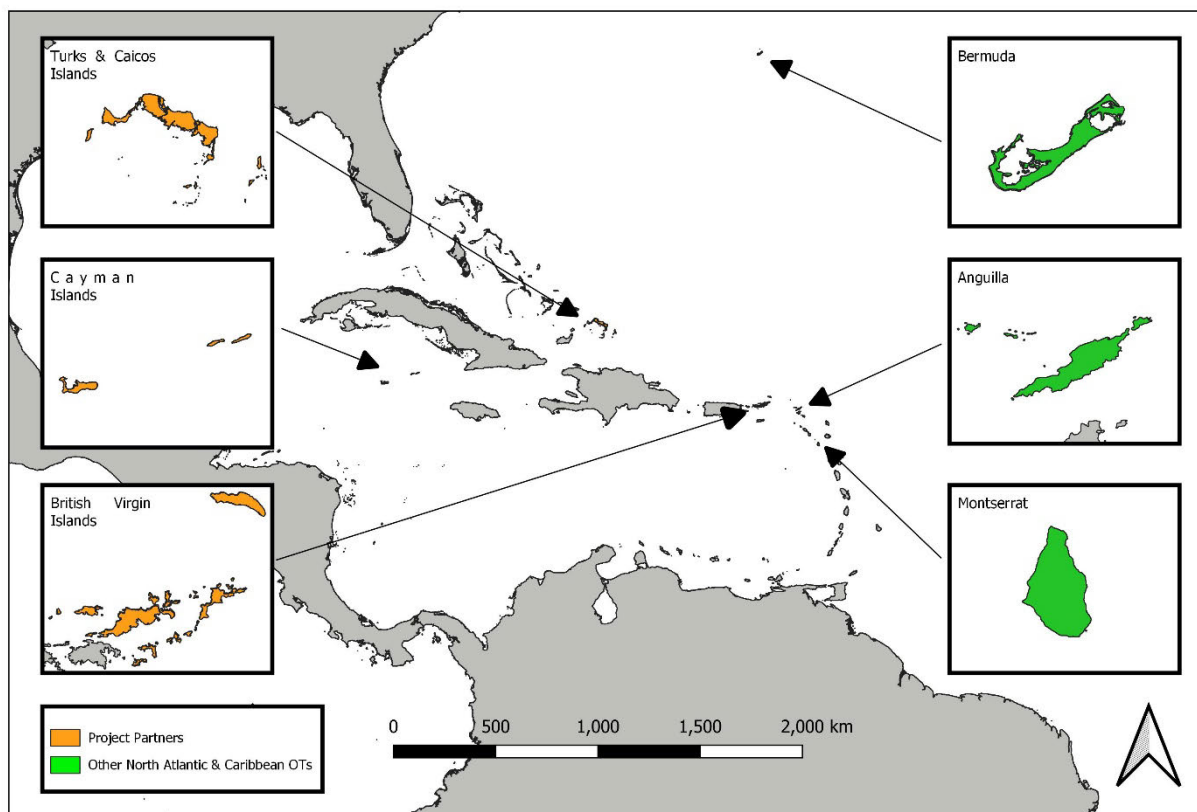 Turks & Caicos
Islands
Bermuda
Cayman
Islands
Anguilla
British Virgin
Islands
Montserrat
Project Partners
Other North Atlantic & Caribbean OTs
0 500 1,000 1,500 2,000 km